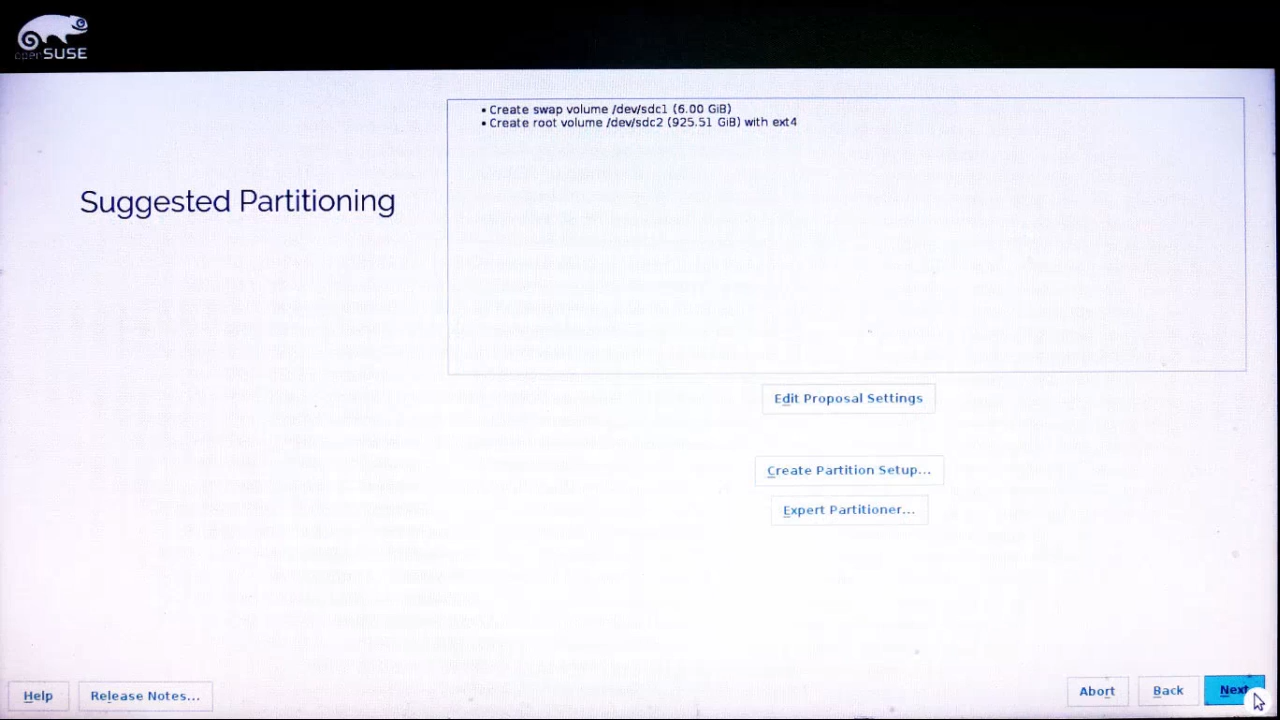 openSUSE
• Create swap volume /dev/sdc1 (6.00 GiB)
• Create root volume /dev/sdc2 (925.51 GiB) with ext4
Suggested Partitioning
Edit Proposal Settings
Create Partition Setup...
Expert Partitioner...
Help
Release Notes...
Abort
Back
Next